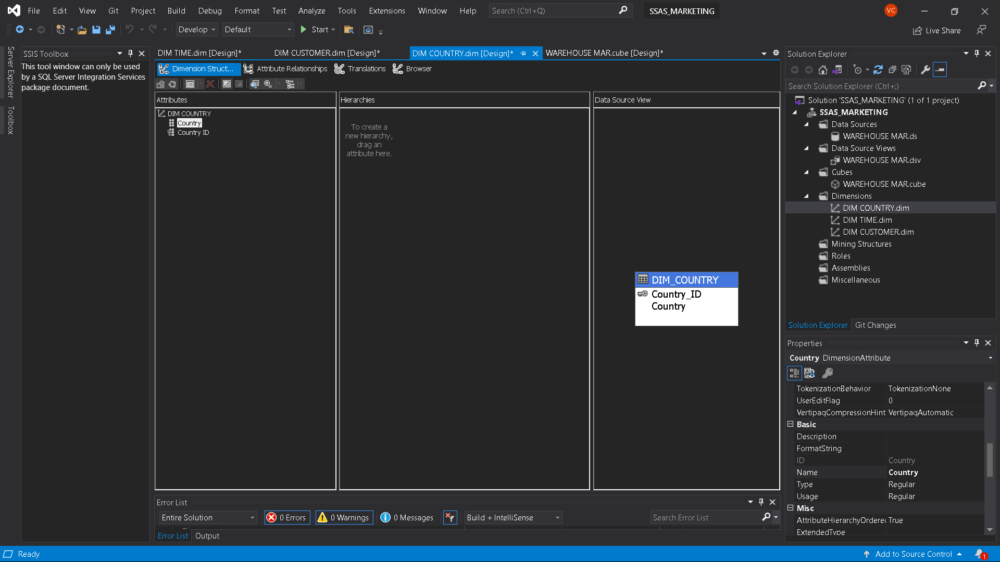 File Edit View Git Project Build Debug Format Test Analyze Tools Extensions Window Help Search (Ctrl+Q) SSAS_MARKETING VC
Develop Default Start Live Share
Server Explorer
Toolbox
SSIS Toolbox
This tool window can only be used
by a SQL Server Integration Services
package document.
DIM TIME.dim [Design]* DIM CUSTOMER.dim [Design]* DIM COUNTRY.dim [Design]* WAREHOUSE MAR.cube [Design]*
Dimension Struct... Attribute Relationships Translations Browser
Attributes
DIM COUNTRY
Country
Country ID
Hierarchies
To create a
new hierarchy,
drag an
attribute here.
Data Source View
DIM_COUNTRY
Country_ID
Country
Error List
Entire Solution 0 Errors 0 Warnings 0 Messages Build + IntelliSense Search Error List
Error List Output
Solution Explorer
Search Solution Explorer (Ctrl+;)
Solution 'SSAS_MARKETING' (1 of 1 project)
SSAS_MARKETING
Data Sources
WAREHOUSE MAR.ds
Data Source Views
WAREHOUSE MAR.dsv
Cubes
WAREHOUSE MAR.cube
Dimensions
DIM COUNTRY.dim
DIM TIME.dim
DIM CUSTOMER.dim
Mining Structures
Roles
Assemblies
Miscellaneous
Solution Explorer Git Changes
Properties
Country DimensionAttribute
TokenizationBehavior TokenizationNone
UserEditFlag 0
VertipaqCompressionHint VertipaqAutomatic
Basic
Description
FormatString
ID Country
Name Country
Type Regular
Usage Regular
Misc
AttributeHierarchyOrdered True
ExtendedType
Ready Add to Source Control 1